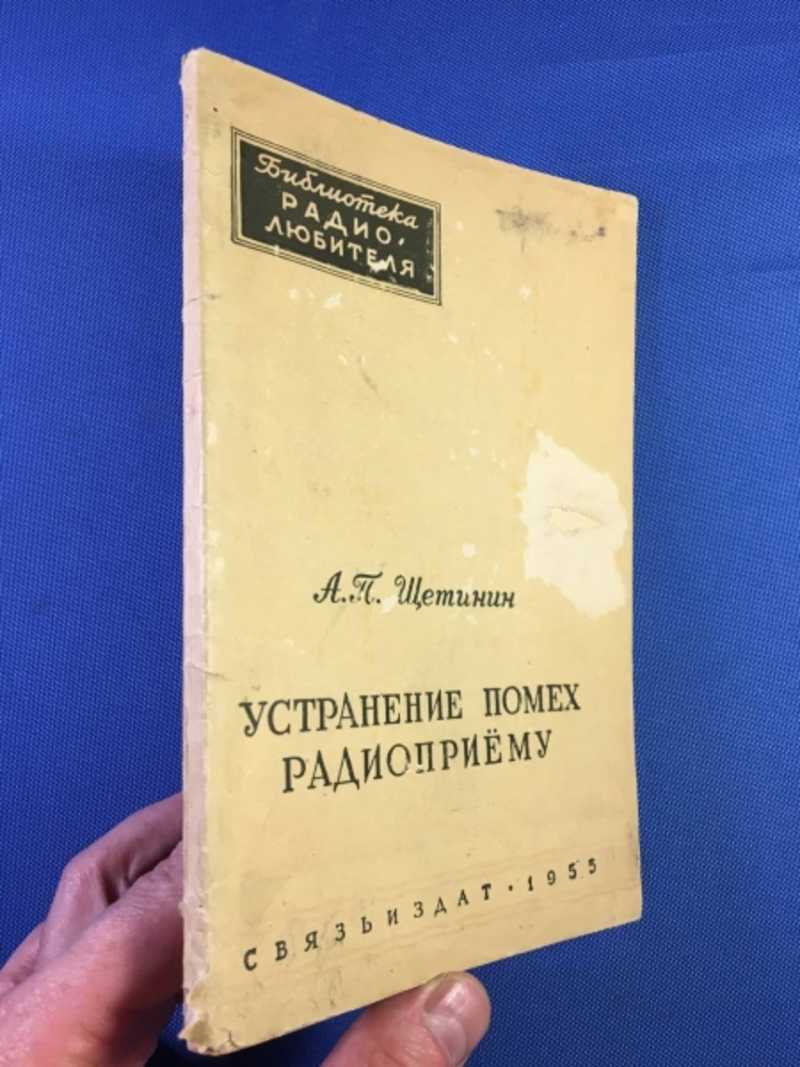 Библиотека
РАДИО-
ЛЮБИТЕЛЯ
А.П. Щетинин
УСТРАНЕНИЕ ПОМЕХ
РАДИОПРИЁМУ
СВЯЗЬИЗДАТ · 1955